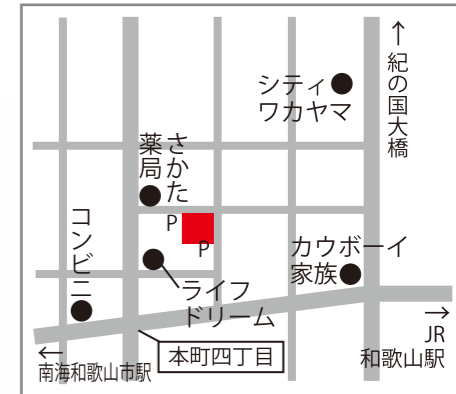 ↑
紀の国大橋
シティ
ワカヤマ
さかた
薬局
P
P
コンビニ
カウボーイ
家族
ライフ
ドリーム
→
JR
和歌山駅
本町四丁目
←
南海和歌山市駅